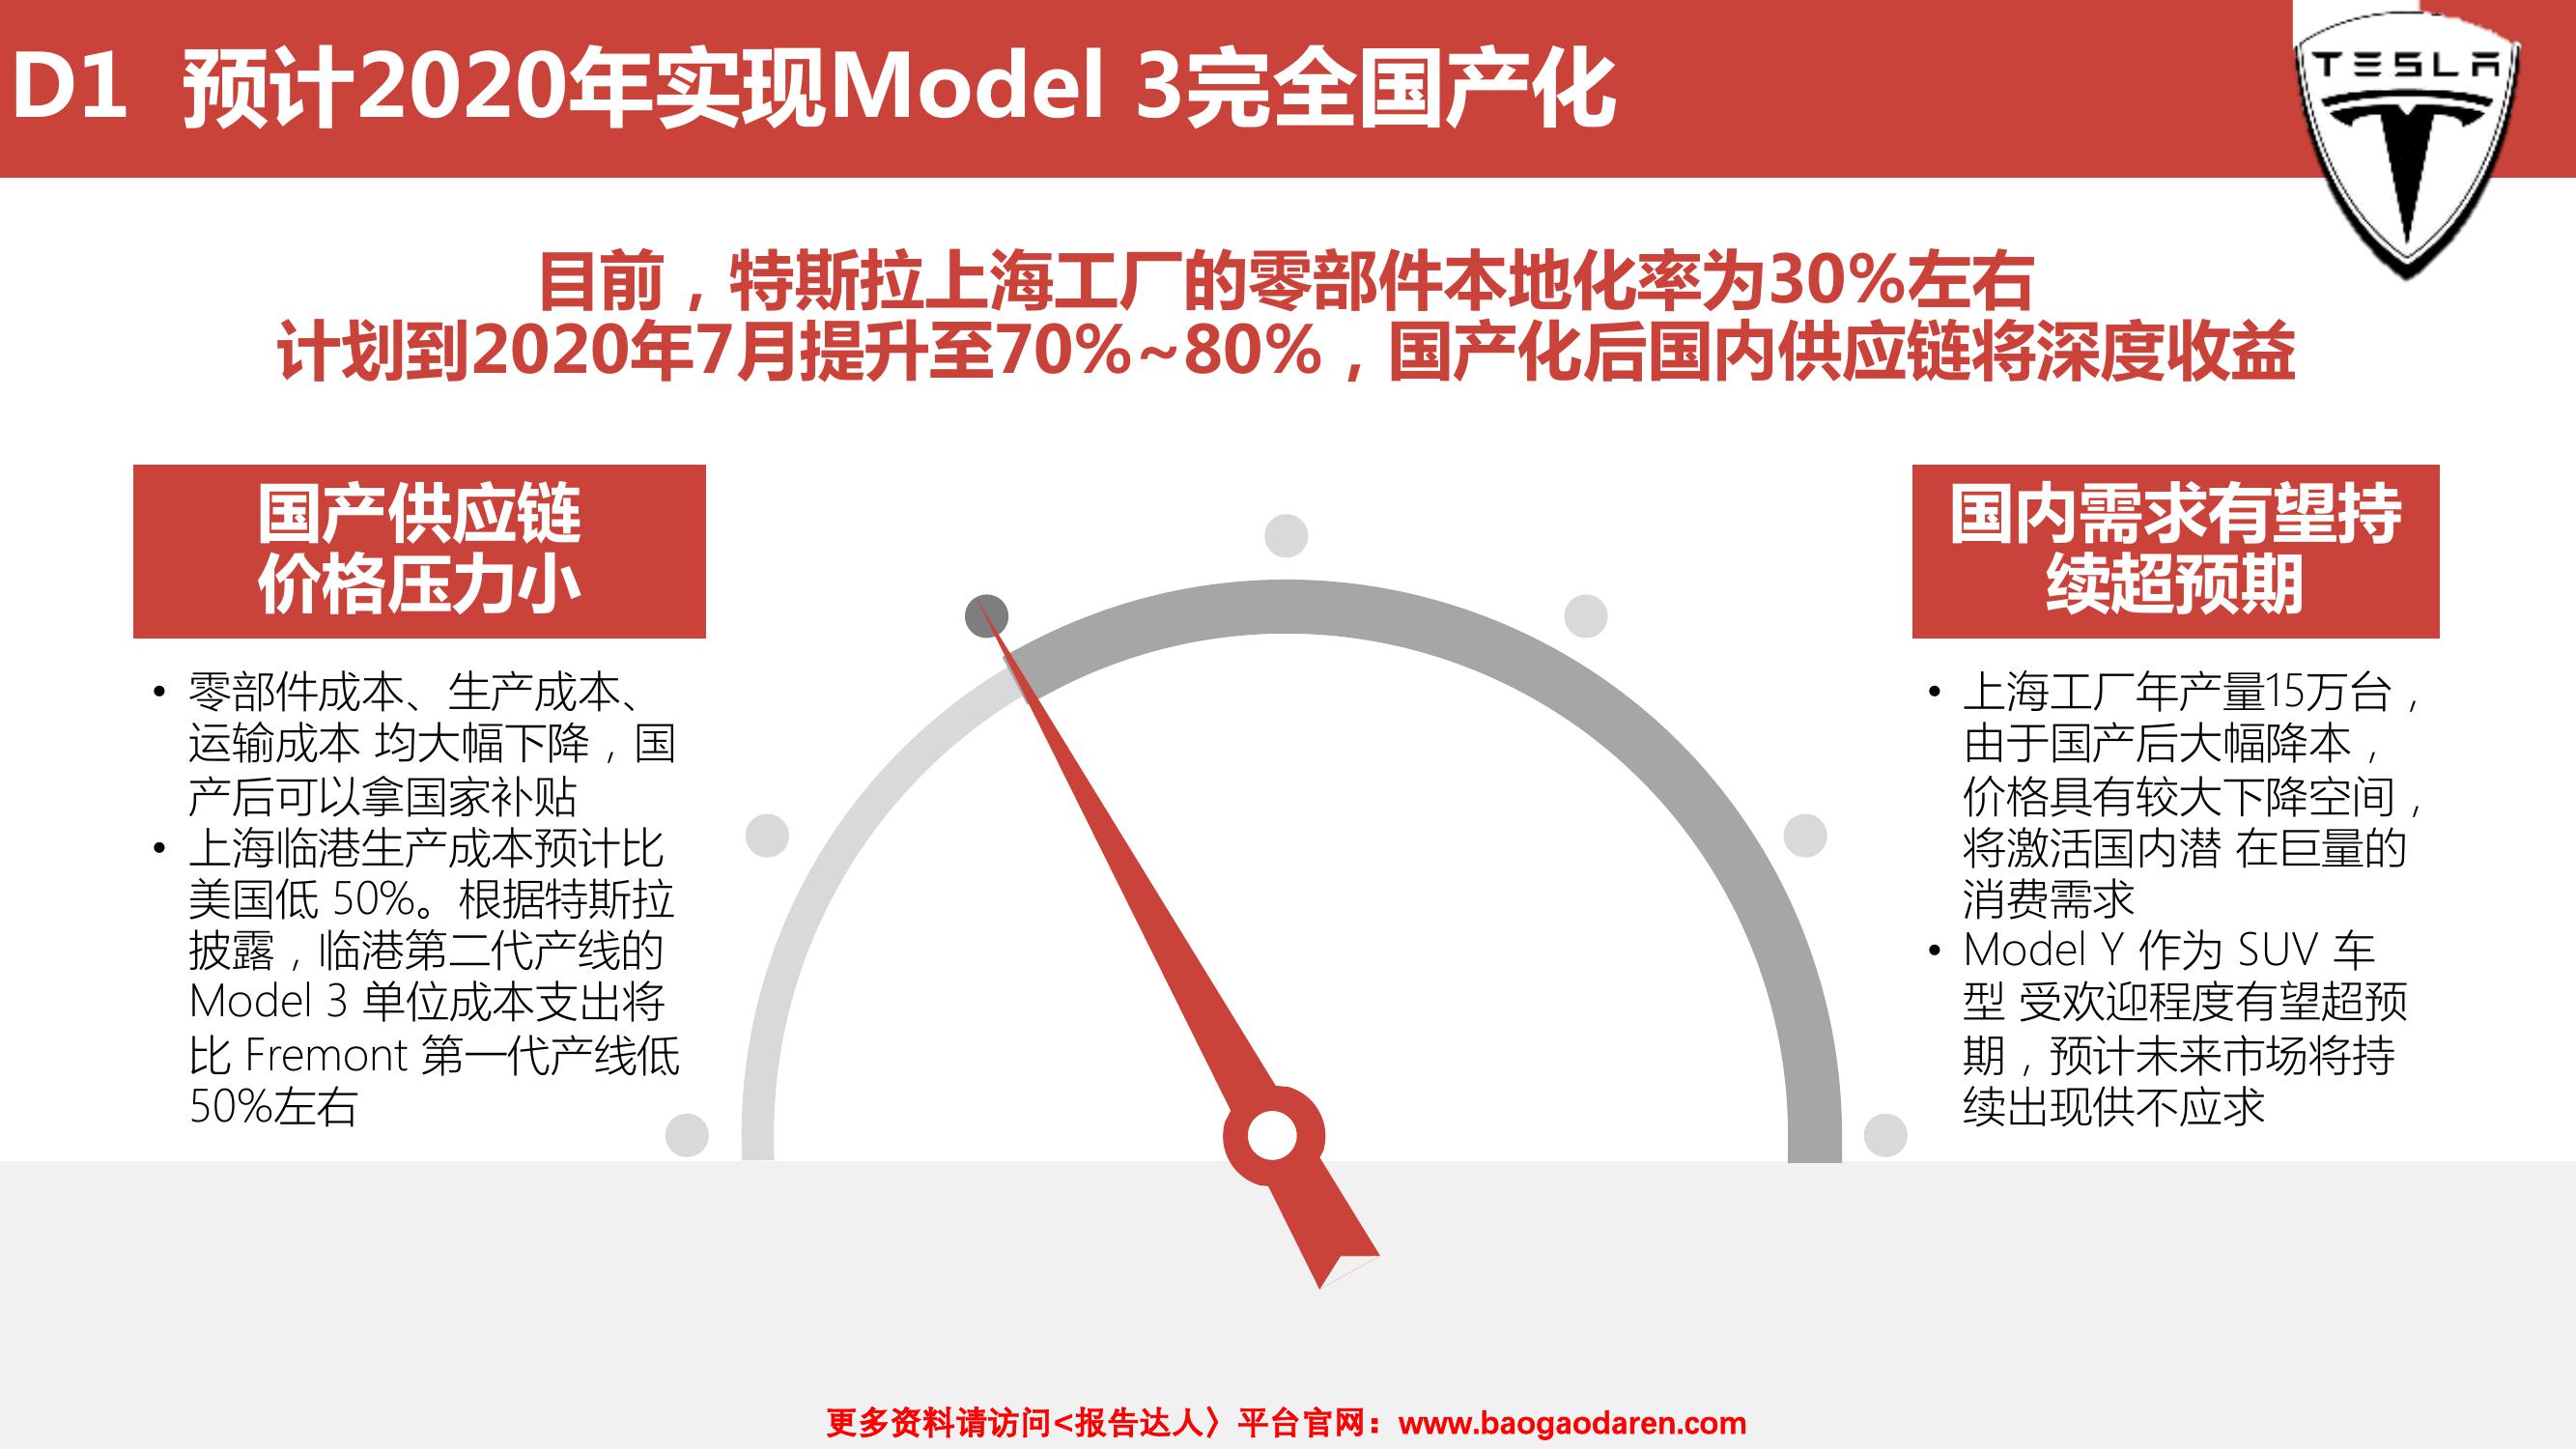 D1 预计2020年实现Model 3完全国产化
TESLA
目前，特斯拉上海工厂的零部件本地化率为30%左右
计划到2020年7月提升至70%~80%，国产化后国内供应链将深度收益
国产供应链
价格压力小
• 零部件成本、生产成本、
运输成本 均大幅下降，国
产后可以拿国家补贴
• 上海临港生产成本预计比
美国低 50%。根据特斯拉
披露，临港第二代产线的
Model 3 单位成本支出将
比 Fremont 第一代产线低
50%左右
国内需求有望持
续超预期
• 上海工厂年产量15万台，
由于国产后大幅降本，
价格具有较大下降空间，
将激活国内潜 在巨量的
消费需求
• Model Y 作为 SUV 车
型 受欢迎程度有望超预
期，预计未来市场将持
续出现供不应求
更多资料请访问<报告达人〉平台官网：www.baogaodaren.com